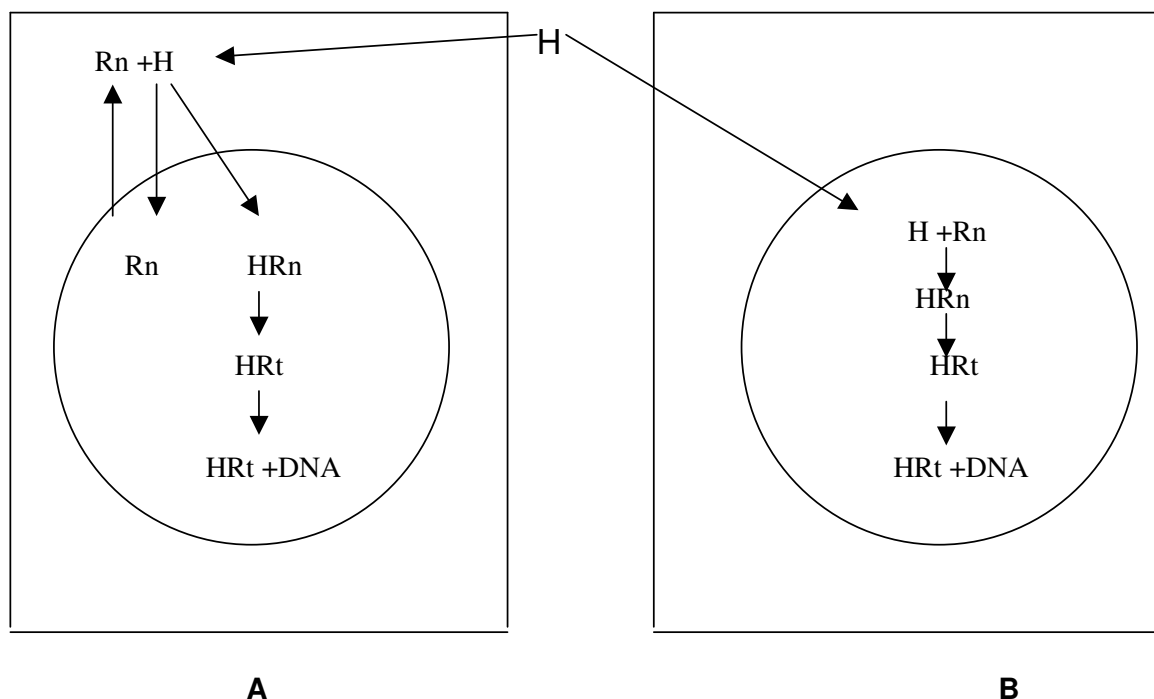 H
Rn +H
Rn
HRn
HRt
HRt +DNA
A
H +Rn
HRn
HRt
HRt +DNA
B